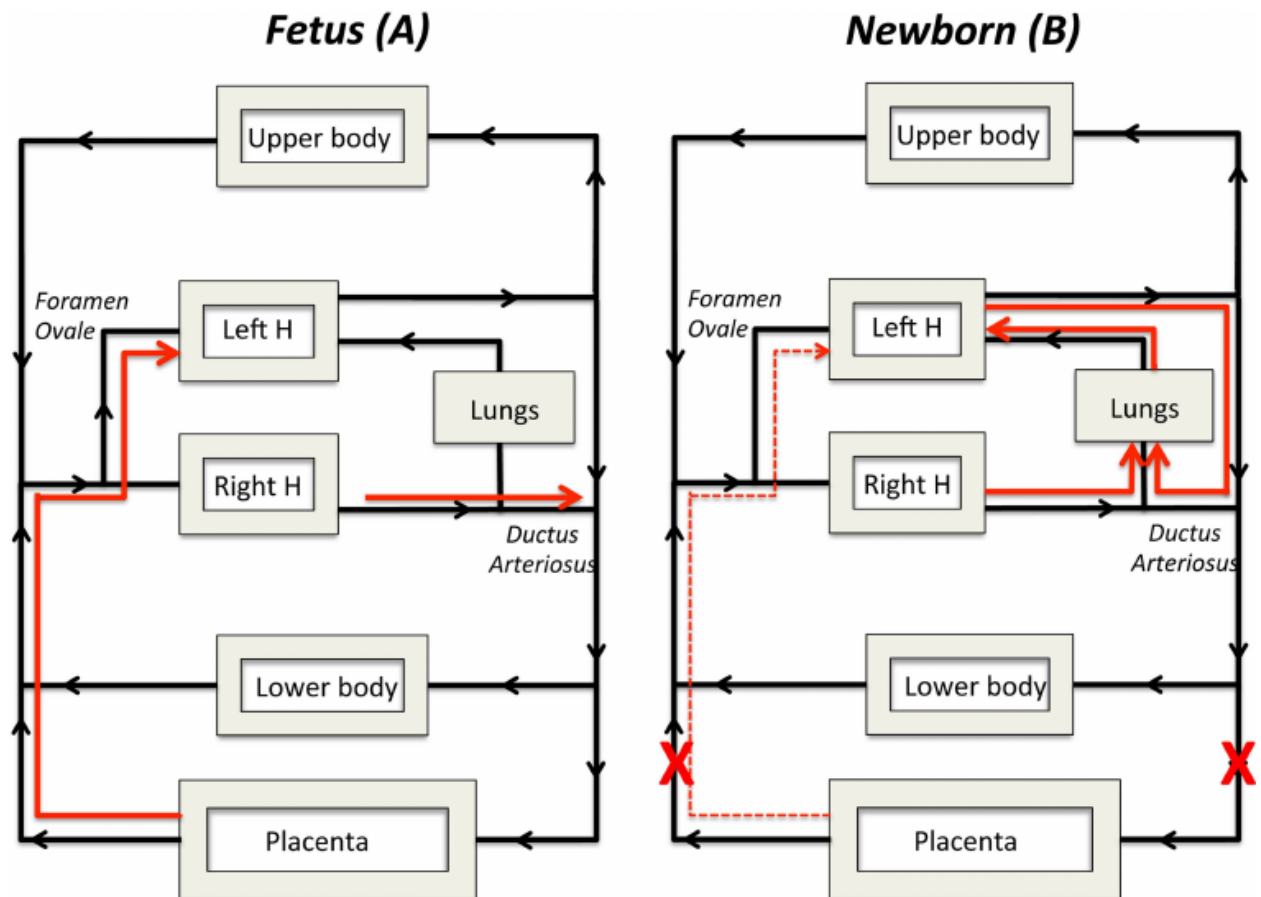 Fetus (A)
Upper body
Foramen
Ovale
Left H
Lungs
Right H
Ductus
Arteriosus
Lower body
Placenta
Newborn (B)
Upper body
Foramen
Ovale
Left H
Lungs
Right H
Ductus
Arteriosus
Lower body
X
X
Placenta